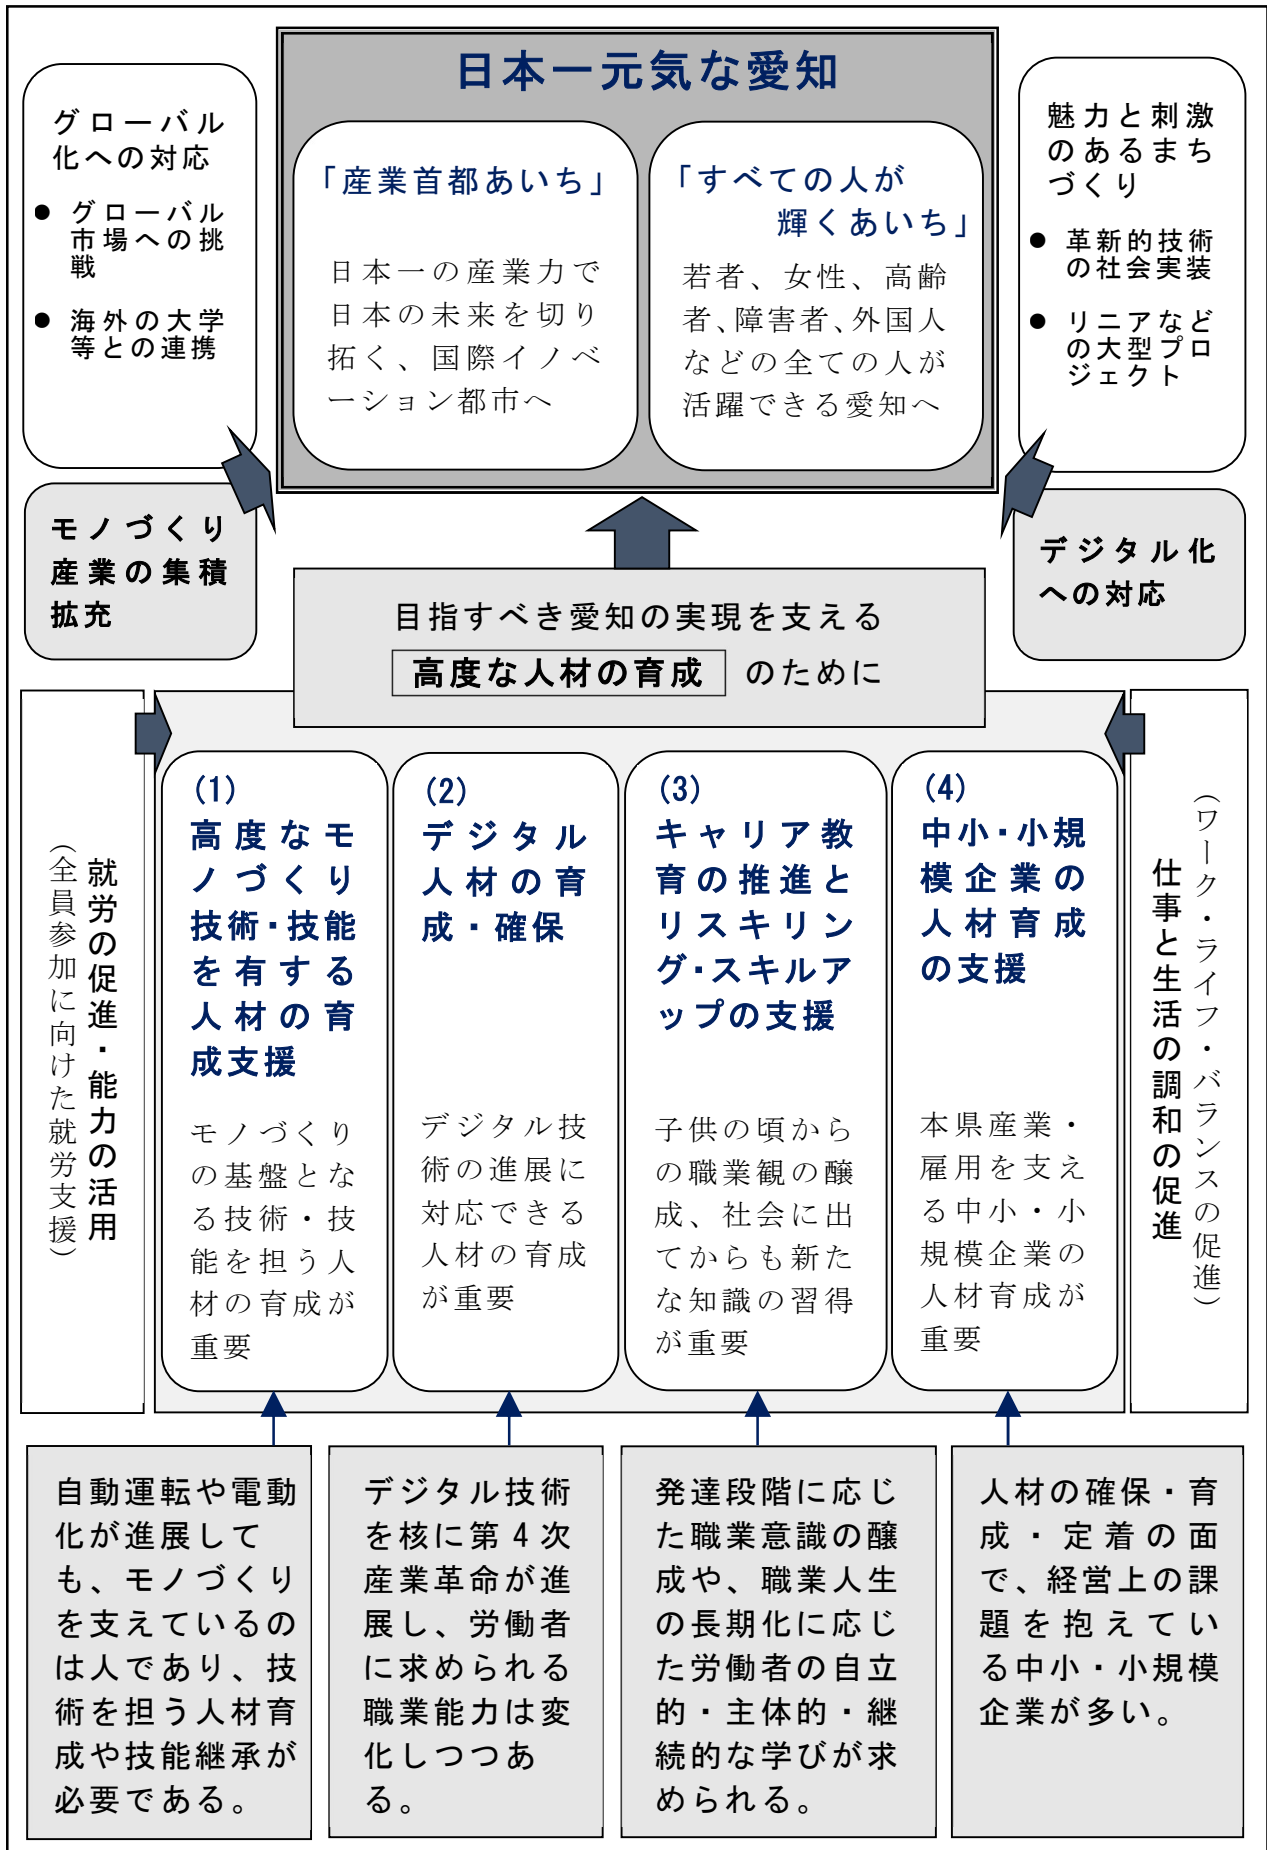 日本一元気な愛知
グローバル
化への対応
● グローバル
市場への挑
戦
● 海外の大学
等との連携
「産業首都あいち」
日本一の産業力で
日本の未来を切り
拓く、国際イノベ
ーション都市へ
「すべての人が
輝くあいち」
若者、女性、高齢
者、障害者、外国人
などの全ての人が
活躍できる愛知へ
魅力と刺激
のあるまち
づくり
● 革新的技術
の社会実装
● リニアなど
の大型プロ
ジェクト
モノづくり
産業の集積
拡充
デジタル化
への対応
目指すべき愛知の実現を支える
高度な人材の育成 のために
就労の促進・能力の活用
（全員参加に向けた就労支援）
(1)
高度なモ
ノづくり
技術・技能
を有する
人材の育
成支援
モノづくり
の基盤とな
る技術・技
能を担う人
材の育成が
重要
(2)
デジタル
人材の育
成・確保
デジタル技
術の進展に
対応できる
人材の育成
が重要
(3)
キャリア教
育の推進と
リスキリン
グ・スキルア
ップの支援
子供の頃から
の職業観の醸
成、社会に出
てからも新た
な知識の習得
が重要
(4)
中小・小規
模企業の
人材育成
の支援
本県産業・
雇用を支え
る中小・小
規模企業の
人材育成が
重要
（ワーク・ライフ・バランスの促進）
仕事と生活の調和の促進
自動運転や電動
化が進展して
も、モノづくり
を支えているの
は人であり、技
術を担う人材育
成や技能継承が
必要である。
デジタル技術
を核に第４次
産業革命が進
展し、労働者
に求められる
職業能力は変
化しつつあ
る。
発達段階に応じ
た職業意識の醸
成や、職業人生
の長期化に応じ
た労働者の自立
的・主体的・継
続的な学びが求
められる。
人材の確保・育
成・定着の面
で、経営上の課
題を抱えてい
る中小・小規模
企業が多い。